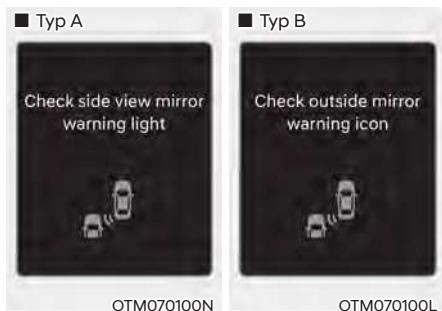 ■ Typ A
Check side view mirror
warning light
OTM070100N
■ Typ B
Check outside mirror
warning icon
OTM070100L